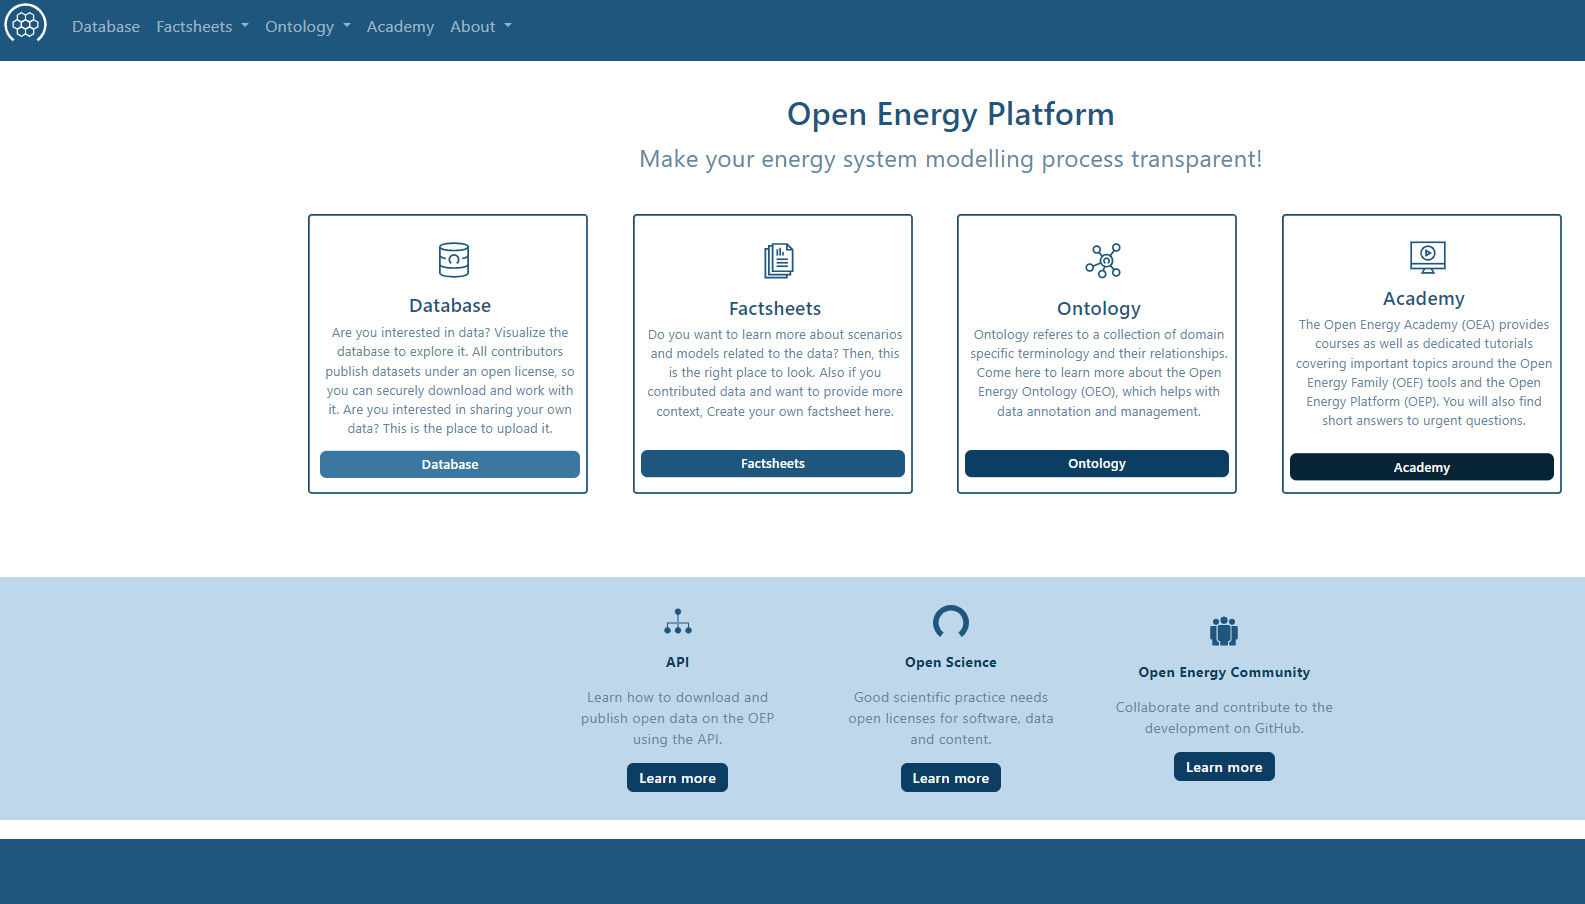 Database Factsheets Ontology Academy About
Open Energy Platform
Make your energy system modelling process transparent!
Database
Are you interested in data? Visualize the
database to explore it. All contributors
publish datasets under an open license, so
you can securely download and work with
it. Are you interested in sharing your own
data? This is the place to upload it.
Database
Factsheets
Do you want to learn more about scenarios
and models related to the data? Then, this
is the right place to look. Also if you
contributed data and want to provide more
context, Create your own factsheet here.
Factsheets
Ontology
Ontology referes to a collection of domain
specific terminology and their relationships.
Come here to learn more about the Open
Energy Ontology (OEO), which helps with
data annotation and management.
Ontology
Academy
The Open Energy Academy (OEA) provides
courses as well as dedicated tutorials
covering important topics around the Open
Energy Family (OEF) tools and the Open
Energy Platform (OEP). You will also find
short answers to urgent questions.
Academy
API
Learn how to download and
publish open data on the OEP
using the API.
Learn more
Open Science
Good scientific practice needs
open licenses for software, data
and content.
Learn more
Open Energy Community
Collaborate and contribute to the
development on GitHub.
Learn more